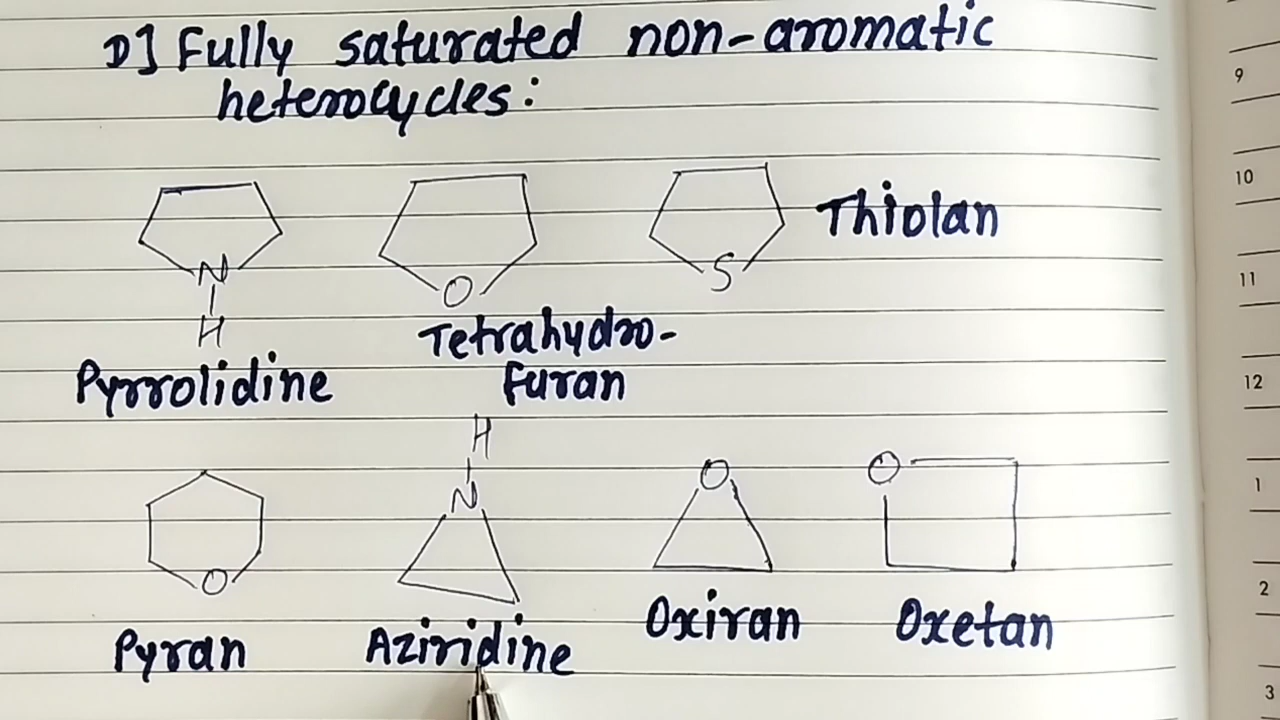 D] Fully saturated non-aromatic
heterocycles:
N
H
Pyrrolidine
O
Tetrahydro-
furan
S
Thiolan
O
Pyran
H
N
Aziridine
O
Oxiran
O
Oxetan
9
10
11
12
1
2
3